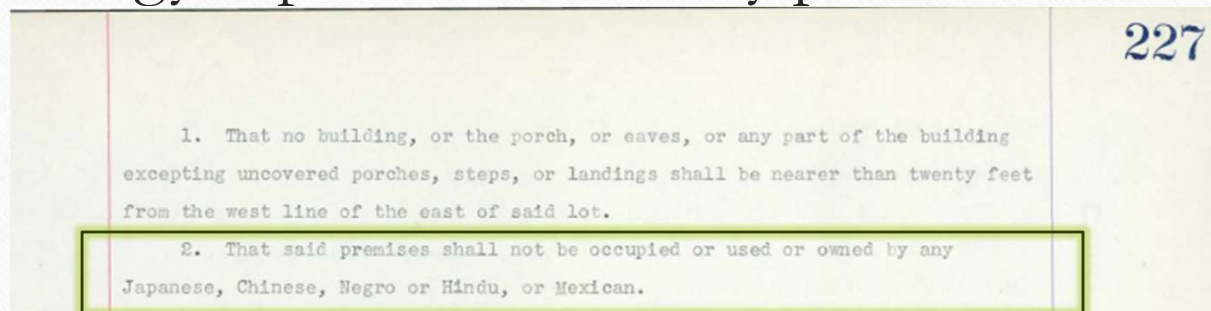 227
1. That no building, or the porch, or eaves, or any part of the building
excepting uncovered porches, steps, or landings shall be nearer than twenty feet
from the west line of the east of said lot.
2. That said premises shall not be occupied or used or owned by any
Japanese, Chinese, Negro or Hindu, or Mexican.